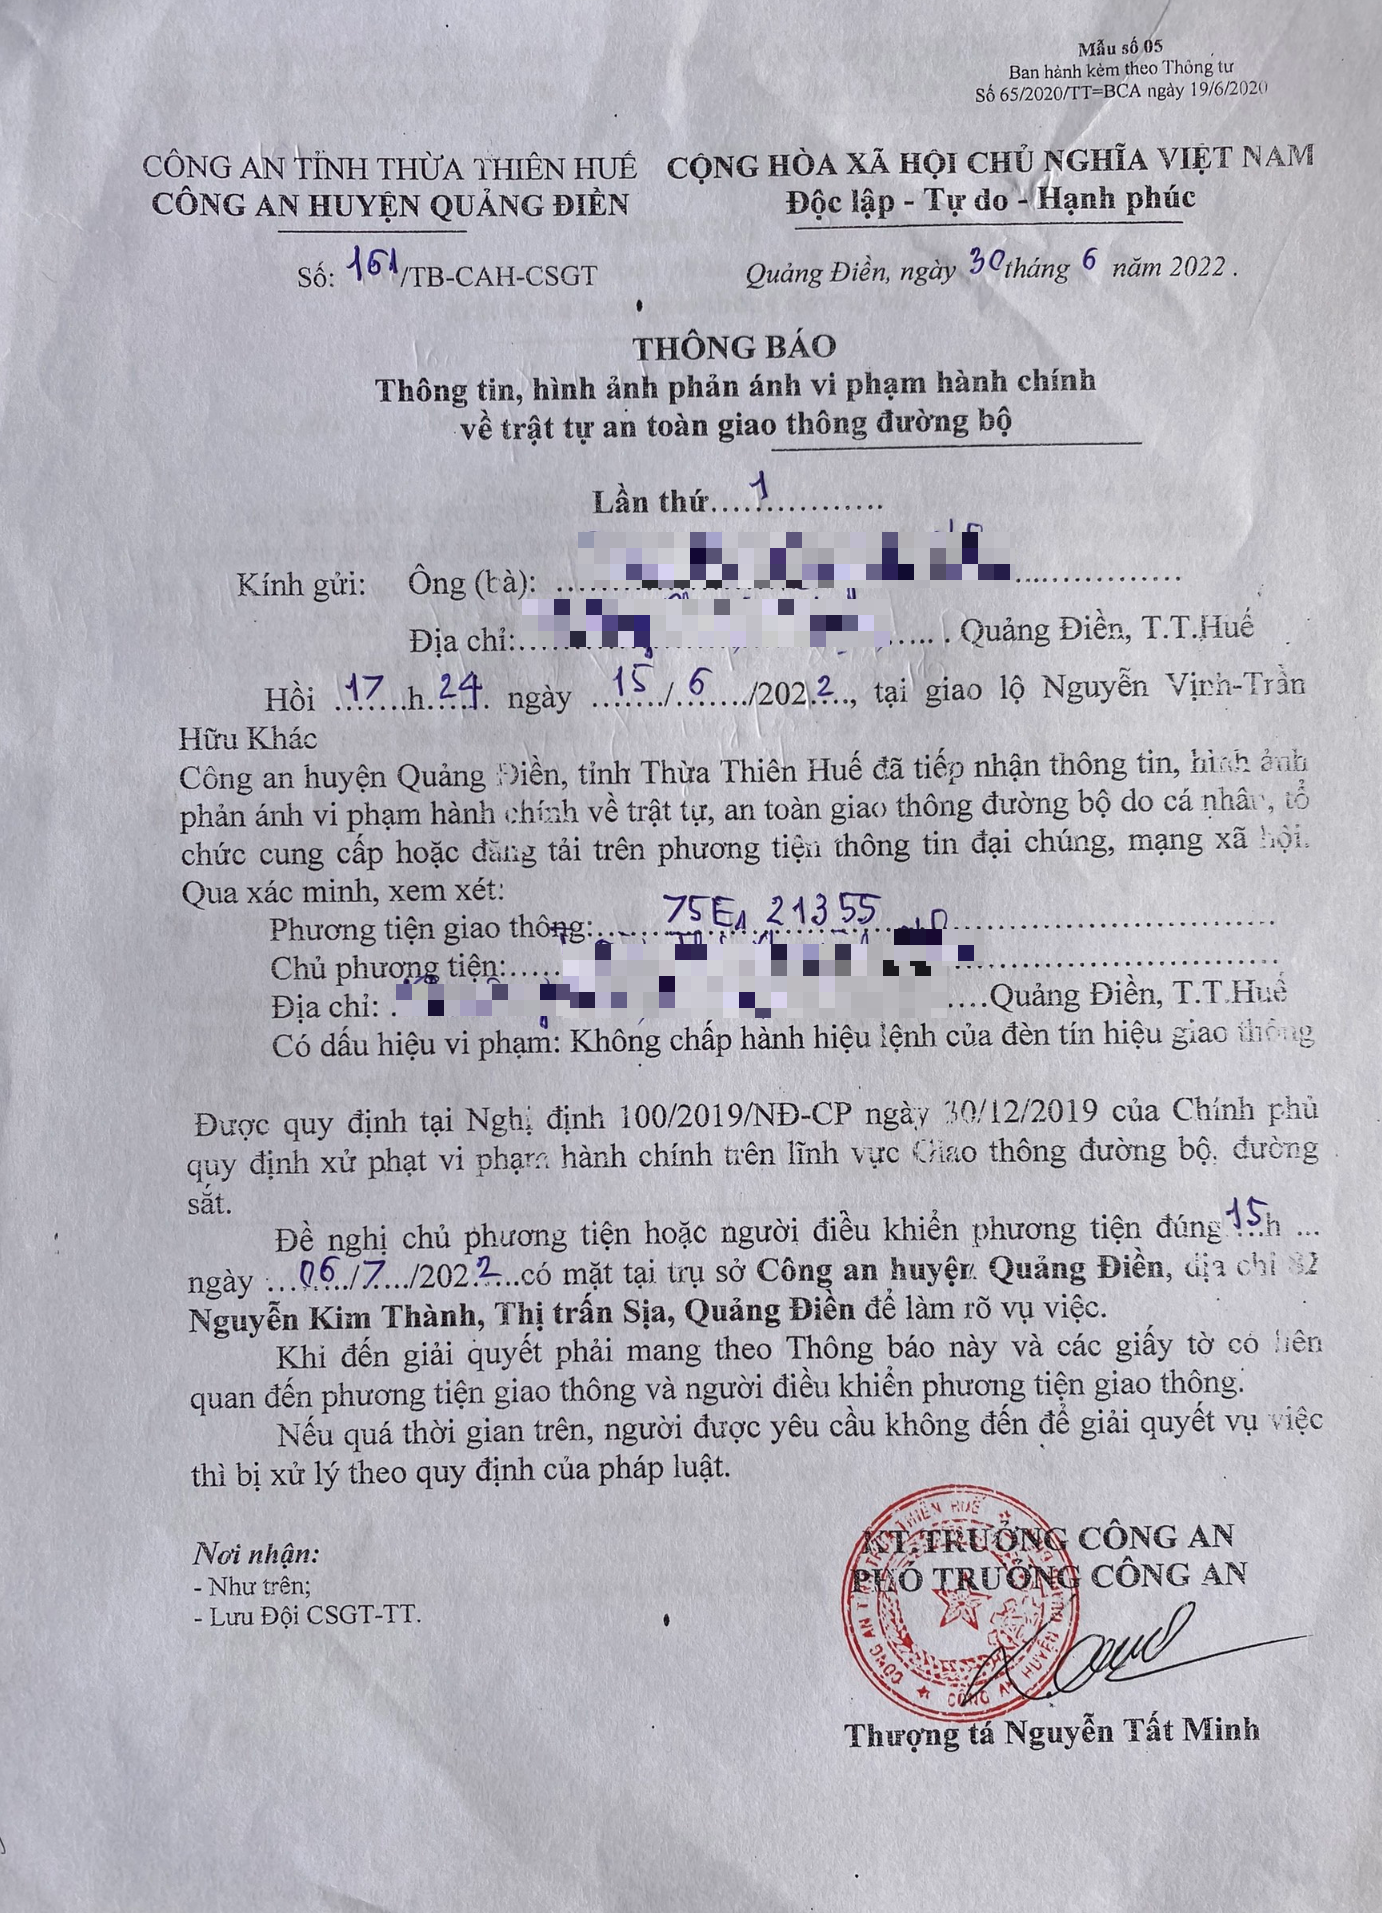 Mẫu số 05
Ban hành kèm theo Thông tư
Số 65/2020/TT=BCA ngày 19/6/2020
CÔNG AN TỈNH THỪA THIÊN HUẾ
CÔNG AN HUYỆN QUẢNG ĐIỀN
Số: 161/TB-CAH-CSGT
CỘNG HÒA XÃ HỘI CHỦ NGHĨA VIỆT NAM
Độc lập - Tự do - Hạnh phúc
Quảng Điền, ngày 30 tháng 6 năm 2022.
THÔNG BÁO
Thông tin, hình ảnh phản ánh vi phạm hành chính
về trật tự an toàn giao thông đường bộ
Lần thứ....1................
Kính gửi: Ông (bà): ...
Địa chỉ:...... Quảng Điền, T.T.Huế
Hồi 17 h 24 ngày 15/6/2022, tại giao lộ Nguyễn Vịnh-Trần
Hữu Khác
Công an huyện Quảng Điền, tỉnh Thừa Thiên Huế đã tiếp nhận thông tin, hình ảnh
phản ánh vi phạm hành chính về trật tự, an toàn giao thông đường bộ do cá nhân, tổ
chức cung cấp hoặc đăng tải trên phương tiện thông tin đại chúng, mạng xã hội.
Qua xác minh, xem xét:
Phương tiện giao thông: 75E1 21355
Chủ phương tiện:.....
Địa chỉ: .....Quảng Điền, T.T.Huế
Có dấu hiệu vi phạm: Không chấp hành hiệu lệnh của đèn tín hiệu giao thông
Được quy định tại Nghị định 100/2019/NĐ-CP ngày 30/12/2019 của Chính phủ
quy định xử phạt vi phạm hành chính trên lĩnh vực Giao thông đường bộ, đường
sắt.
Đề nghị chủ phương tiện hoặc người điều khiển phương tiện đúng 15h ...
ngày 06/7/2022 có mặt tại trụ sở Công an huyện Quảng Điền, địa chỉ
Nguyễn Kim Thành, Thị trấn Sịa, Quảng Điền để làm rõ vụ việc.
Khi đến giải quyết phải mang theo Thông báo này và các giấy tờ có liên
quan đến phương tiện giao thông và người điều khiển phương tiện giao thông.
Nếu quá thời gian trên, người được yêu cầu không đến để giải quyết vụ việc
thì bị xử lý theo quy định của pháp luật.
Nơi nhận:
- Như trên;
- Lưu Đội CSGT-TT.
KT.TRƯỞNG CÔNG AN
PHÓ TRƯỞNG CÔNG AN
Thượng tá Nguyễn Tất Minh